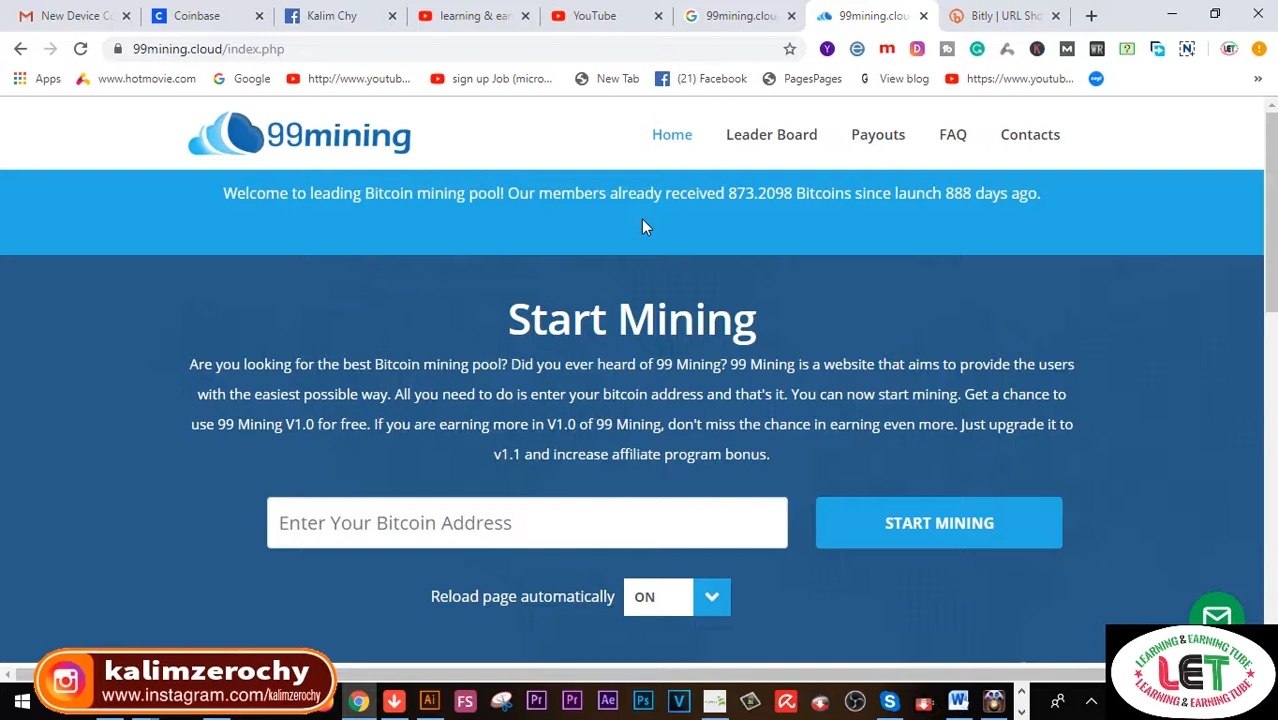 New Device C
Coinbase
Kalim Chy
learning & ear
YouTube
99mining.clou
99mining.clou
Bitly | URL Sho
99mining.cloud/index.php
Apps
www.hotmovie.com
Google
http://www.youtub...
sign up Job (micro...
New Tab
(21) Facebook
PagesPages
View blog
https://www.youtub...
99mining
Home
Leader Board
Payouts
FAQ
Contacts
Welcome to leading Bitcoin mining pool! Our members already received 873.2098 Bitcoins since launch 888 days ago.
Start Mining
Are you looking for the best Bitcoin mining pool? Did you ever heard of 99 Mining? 99 Mining is a website that aims to provide the users
with the easiest possible way. All you need to do is enter your bitcoin address and that's it. You can now start mining. Get a chance to
use 99 Mining V1.0 for free. If you are earning more in V1.0 of 99 Mining, don't miss the chance in earning even more. Just upgrade it to
v1.1 and increase affiliate program bonus.
Enter Your Bitcoin Address
START MINING
Reload page automatically
ON
kalimzerochy
www.instagram.com/kalimzerochy
LEARNING & EARNING TUBE
LET
LEARNING & EARNING TUBE